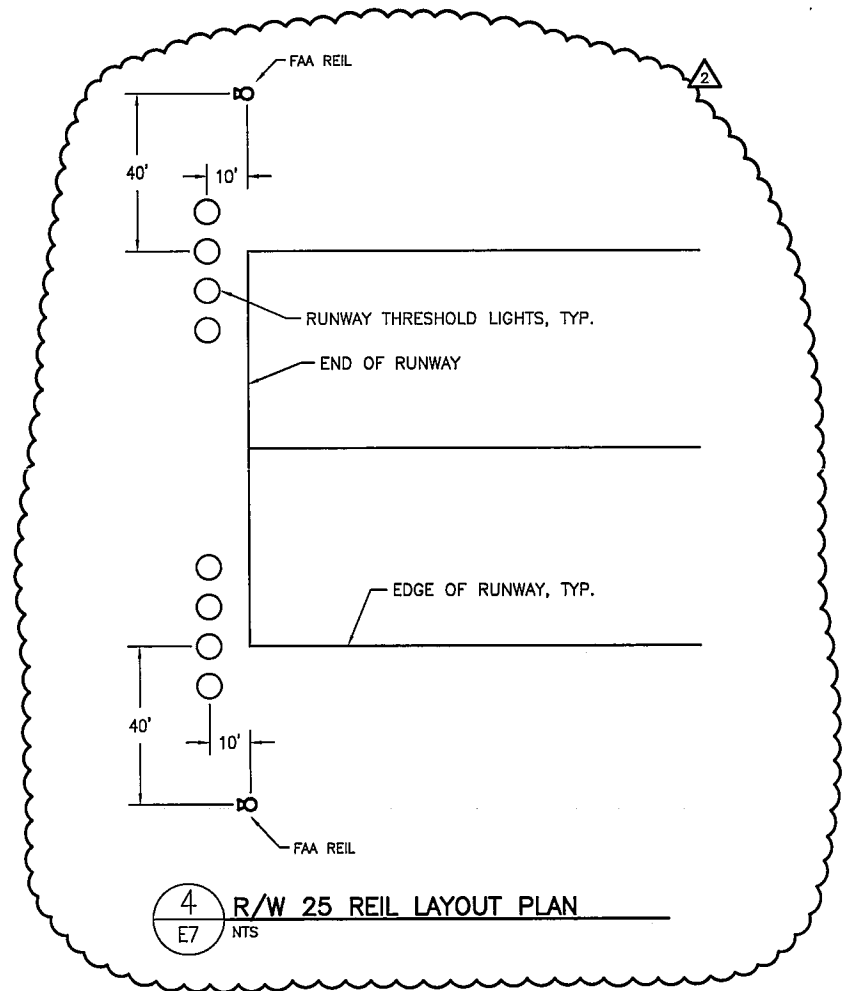 FAA REIL
2
40'
10'
RUNWAY THRESHOLD LIGHTS, TYP.
END OF RUNWAY
EDGE OF RUNWAY, TYP.
40'
10'
FAA REIL
4
E7
R/W 25 REIL LAYOUT PLAN
NTS